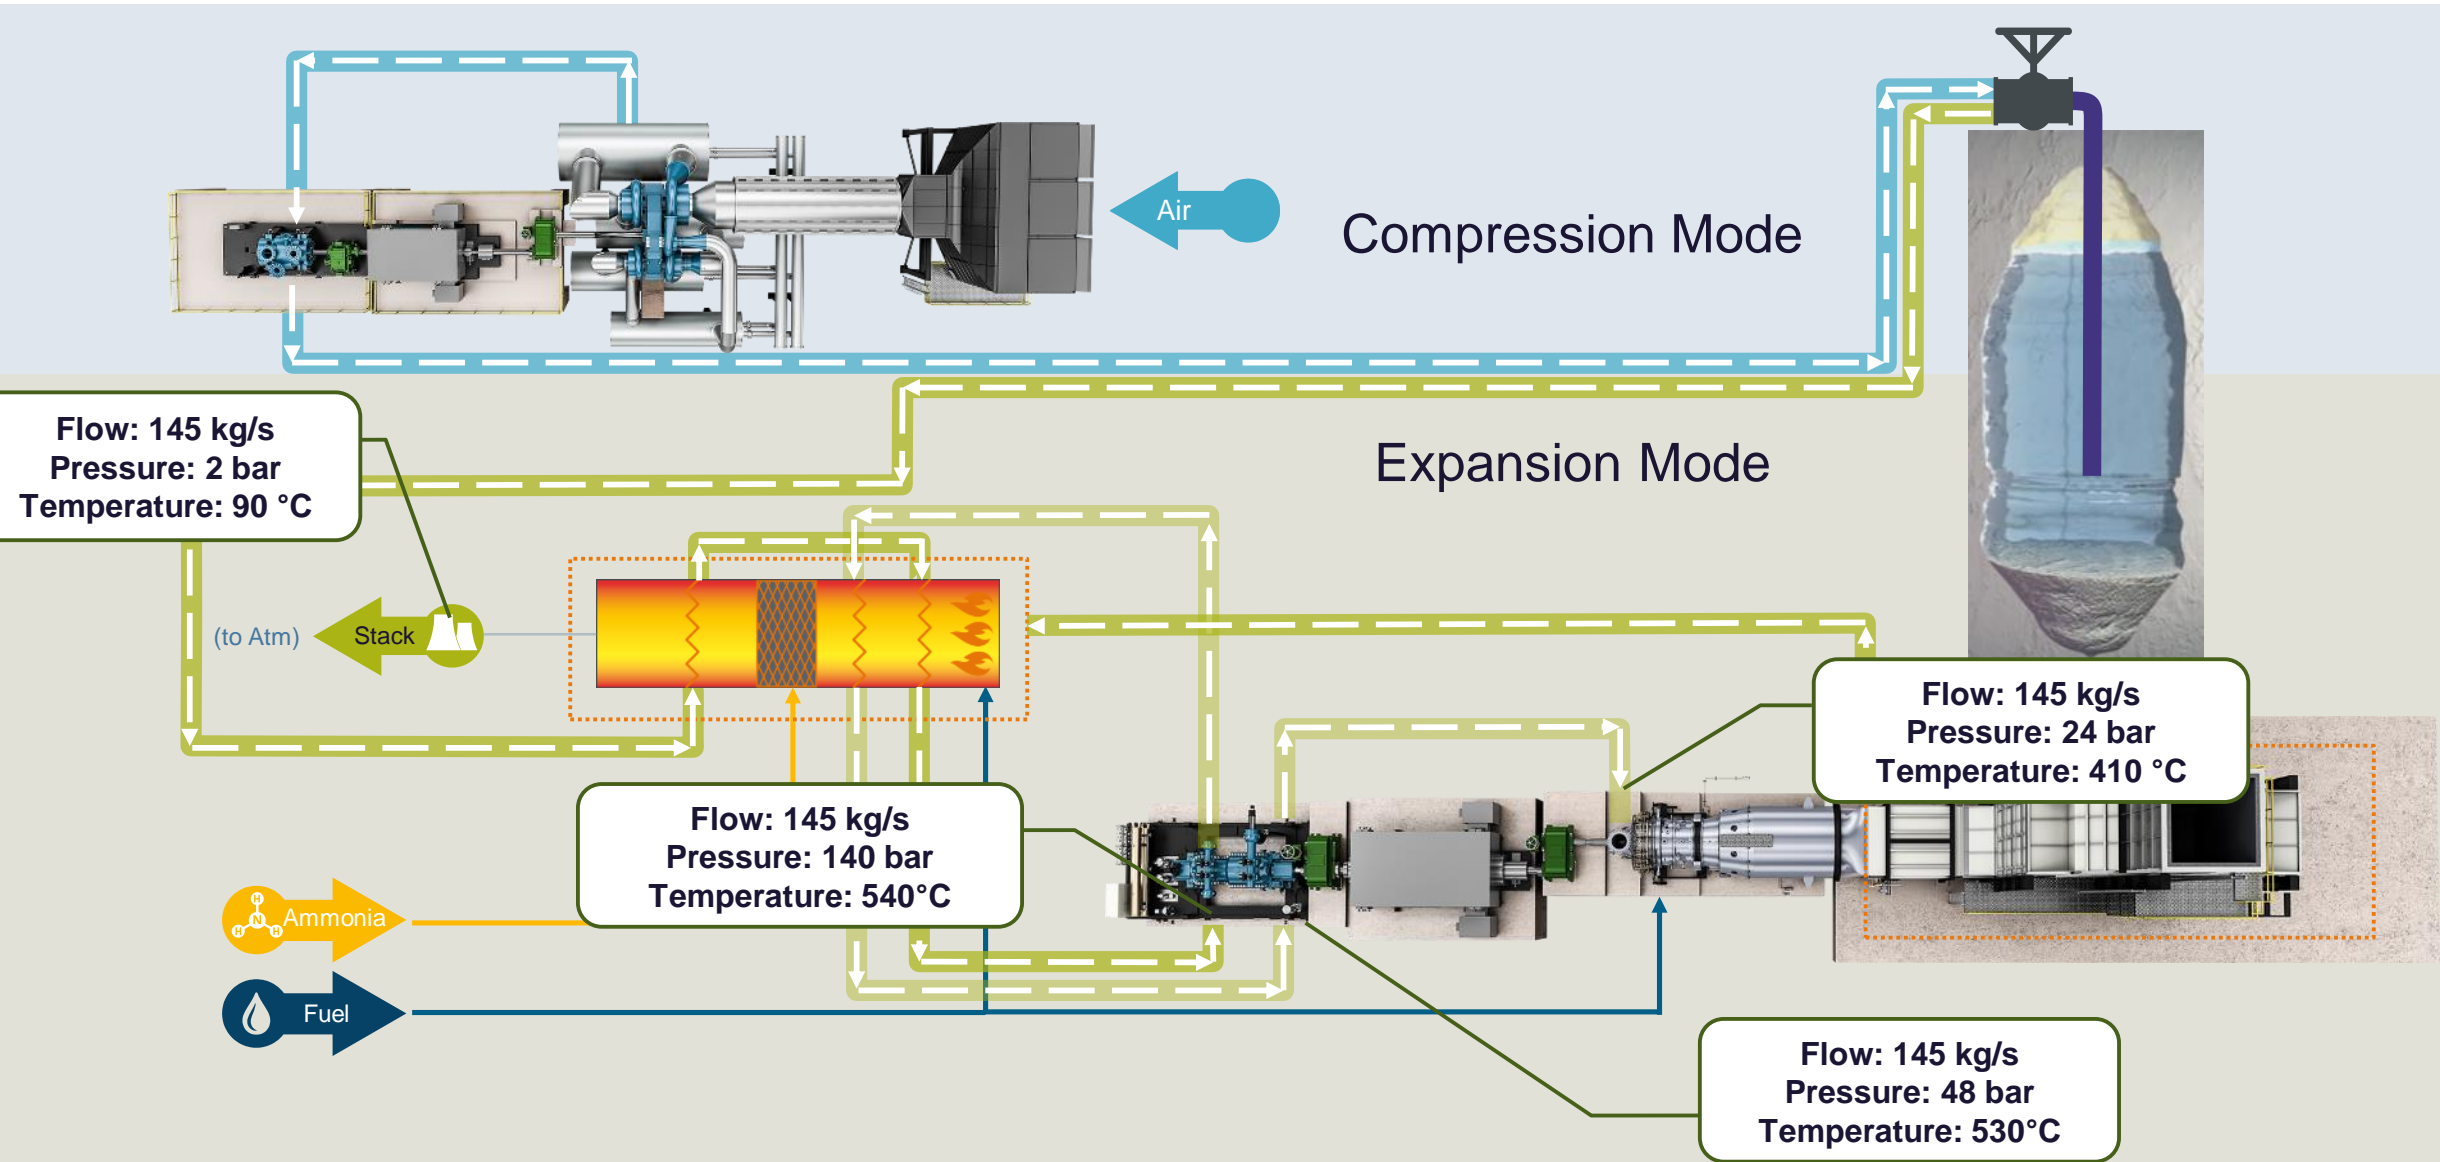 Air
Compression Mode
Flow: 145 kg/s
Pressure: 2 bar
Temperature: 90 °C
Expansion Mode
(to Atm)
Stack
Flow: 145 kg/s
Pressure: 24 bar
Temperature: 410 °C
Flow: 145 kg/s
Pressure: 140 bar
Temperature: 540°C
H
N
H
H
Ammonia
Fuel
Flow: 145 kg/s
Pressure: 48 bar
Temperature: 530°C